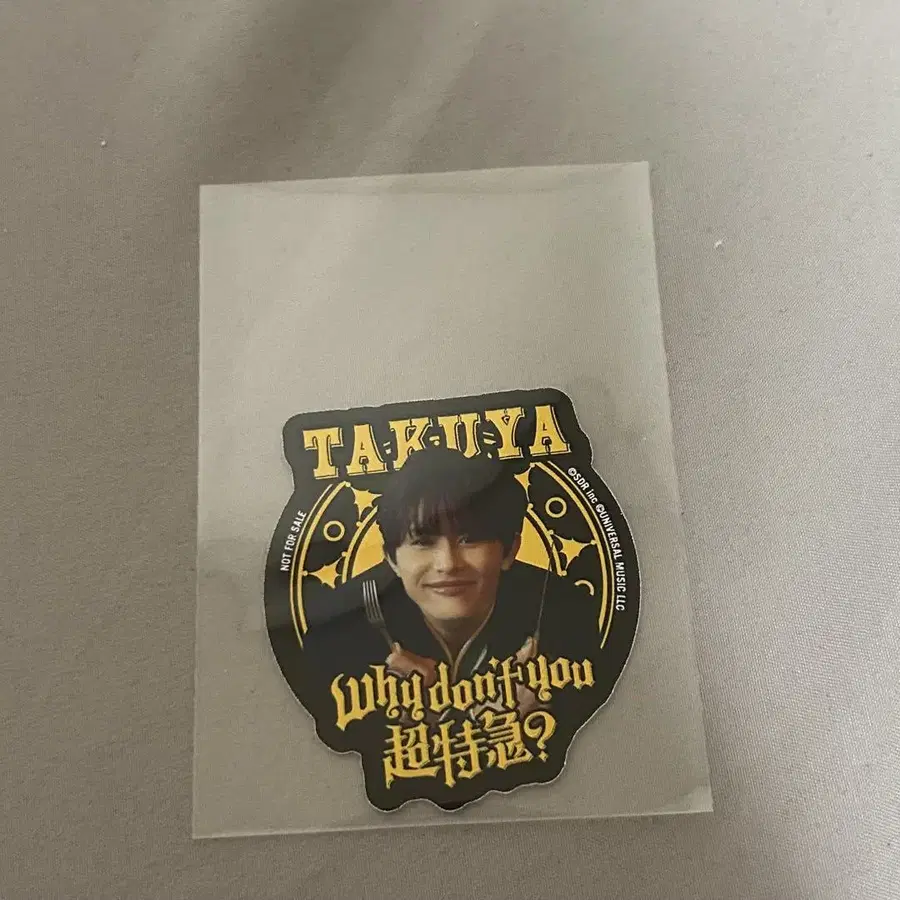 TAKUYA
NOT FOR SALE
©SDR inc ©UNIVERSAL MUSIC LLC
Why don't you
超特急?